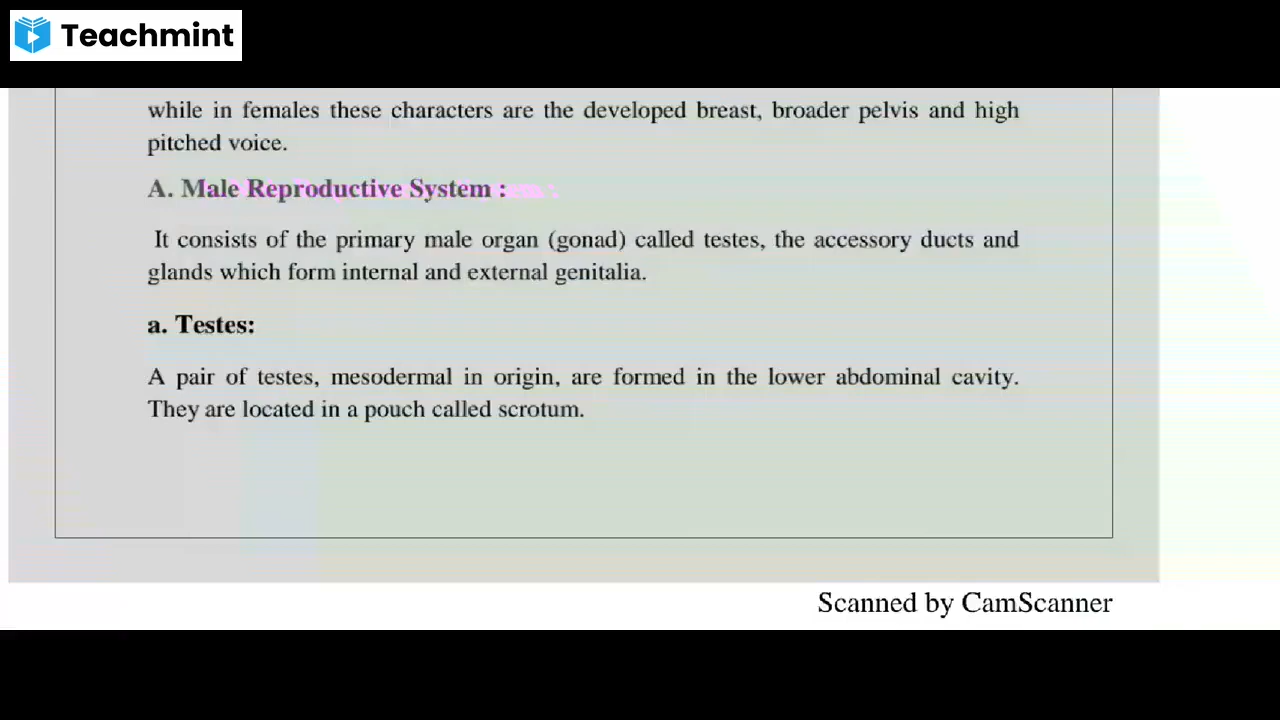 Teachmint
while in females these characters are the developed breast, broader pelvis and high
pitched voice.
A. Male Reproductive System :
It consists of the primary male organ (gonad) called testes, the accessory ducts and
glands which form internal and external genitalia.
a. Testes:
A pair of testes, mesodermal in origin, are formed in the lower abdominal cavity.
They are located in a pouch called scrotum.
Scanned by CamScanner